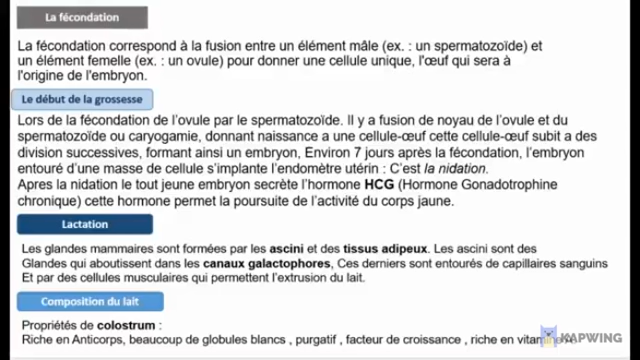 La fécondation
La fécondation correspond à la fusion entre un élément mâle (ex. : un spermatozoïde) et
un élément femelle (ex. : un ovule) pour donner une cellule unique, l'œuf qui sera à
l'origine de l'embryon.
Le début de la grossesse
Lors de la fécondation de l'ovule par le spermatozoïde. Il y a fusion de noyau de l'ovule et du
spermatozoïde ou caryogamie, donnant naissance a une cellule-œuf cette cellule-œuf subit a des
division successives, formant ainsi un embryon, Environ 7 jours après la fécondation, l'embryon
entouré d'une masse de cellule s'implante l'endomètre utérin : C'est la nidation.
Apres la nidation le tout jeune embryon secrète l'hormone HCG (Hormone Gonadotrophine
chronique) cette hormone permet la poursuite de l'activité du corps jaune.
Lactation
Les glandes mammaires sont formées par les ascini et des tissus adipeux. Les ascini sont des
Glandes qui aboutissent dans les canaux galactophores, Ces derniers sont entourés de capillaires sanguins
Et par des cellules musculaires qui permettent l'extrusion du lait.
Composition du lait
Propriétés de colostrum :
Riche en Anticorps, beaucoup de globules blancs , purgatif , facteur de croissance , riche en
KAPWING